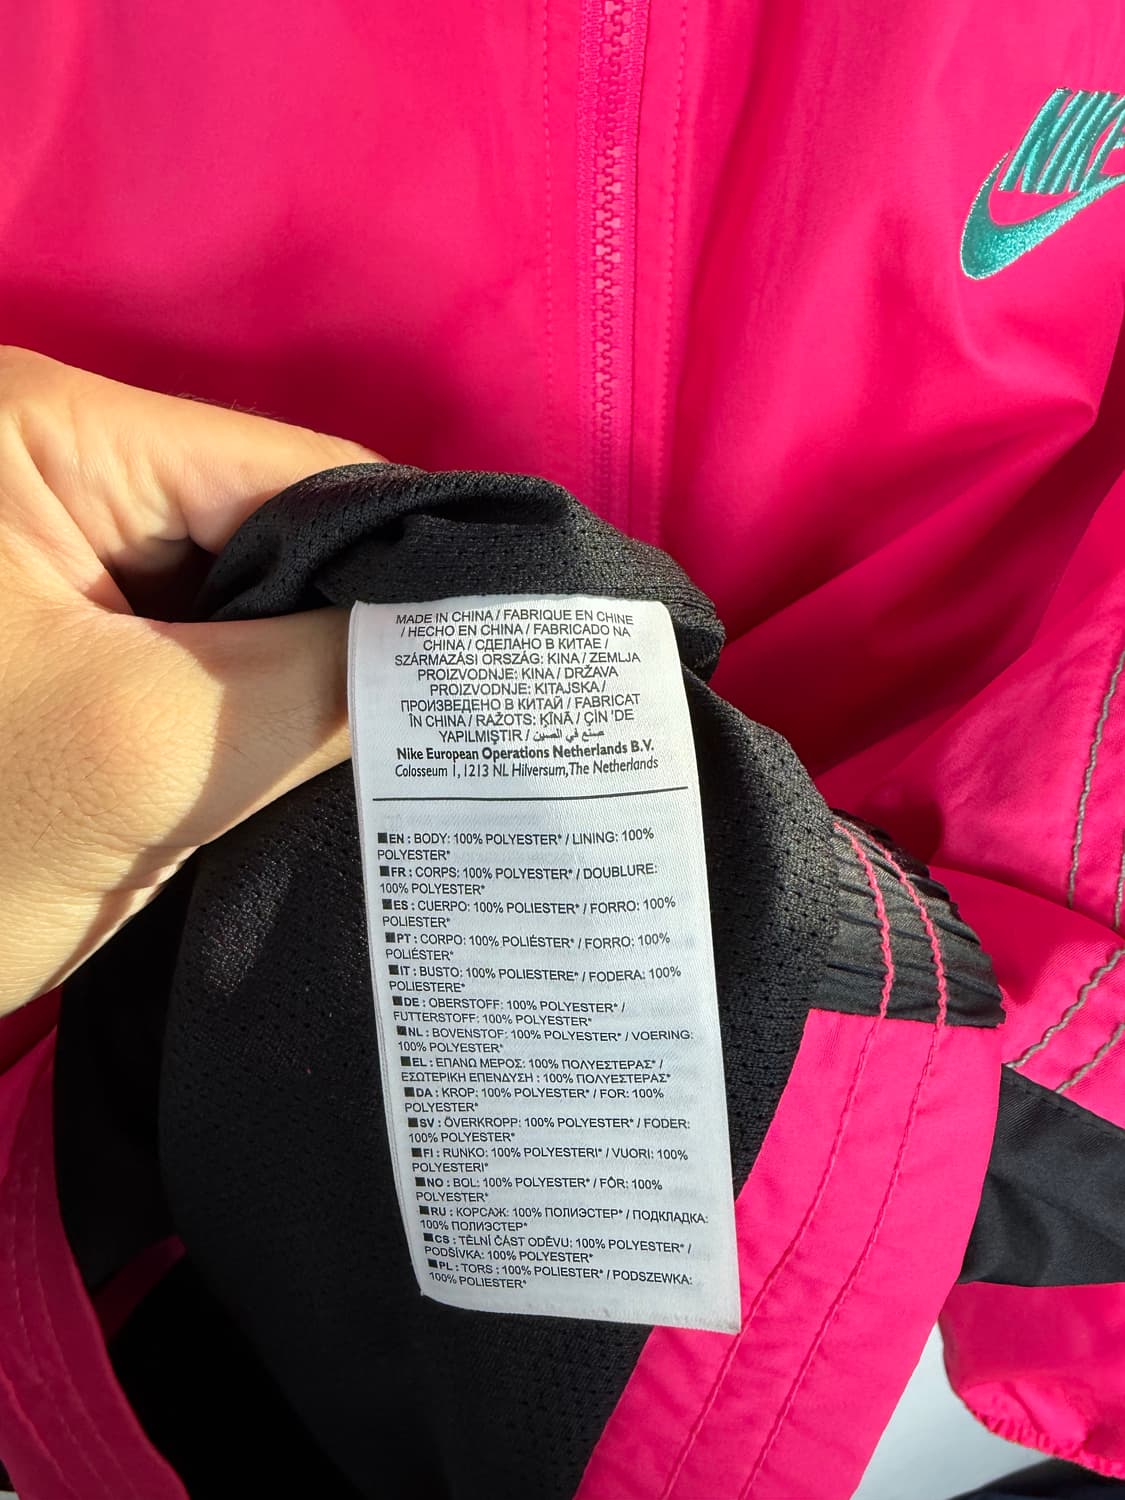 NIKE
MADE IN CHINA / FABRIQUE EN CHINE
/ HECHO EN CHINA / FABRICADO NA
CHINA / СДЕЛАНО В КИТАЕ /
SZÁRMAZÁSI ORSZÁG: KINA / ZEMLJA
PROIZVODNJE: KINA / DRŽAVA
PROIZVODNJE: KITAJSKA /
ПРОИЗВЕДЕНО В КИТАЙ / FABRICAT
ÎN CHINA / RAŽOTS: ĶĪNĀ / ÇİN 'DE
YAPILMIŞTIR / صنع في الصين
Nike European Operations Netherlands B.V.
Colosseum 1, 1213 NL Hilversum, The Netherlands
EN : BODY: 100% POLYESTER* / LINING: 100%
POLYESTER*
FR : CORPS: 100% POLYESTER* / DOUBLURE:
100% POLYESTER*
ES : CUERPO: 100% POLIESTER* / FORRO: 100%
POLIESTER*
PT : CORPO: 100% POLIÉSTER* / FORRO: 100%
POLIÉSTER*
IT : BUSTO: 100% POLIESTERE* / FODERA: 100%
POLIESTERE*
DE : OBERSTOFF: 100% POLYESTER* /
FUTTERSTOFF: 100% POLYESTER*
NL : BOVENSTOF: 100% POLYESTER* / VOERING:
100% POLYESTER*
EL : ΕΠΑΝΩ ΜΕΡΟΣ: 100% ΠΟΛΥΕΣΤΕΡΑΣ* /
ΕΣΩΤΕΡΙΚΗ ΕΠΕΝΔΥΣΗ : 100% ΠΟΛΥΕΣΤΕΡΑΣ*
DA : KROP: 100% POLYESTER* / FOR: 100%
POLYESTER*
SV : ÖVERKROPP: 100% POLYESTER* / FODER:
100% POLYESTER*
FI : RUNKO: 100% POLYESTERI* / VUORI: 100%
POLYESTERI*
NO : BOL: 100% POLYESTER* / FÔR: 100%
POLYESTER*
RU : КОРСАЖ: 100% ПОЛИЭСТЕР* / ПОДКЛАДКА:
100% ПОЛИЭСТЕР*
CS : TĚLNÍ ČÁST ODĚVU: 100% POLYESTER* /
PODŠÍVKA: 100% POLYESTER*
PL : TORS : 100% POLIESTER* / PODSZEWKA:
100% POLIESTER*